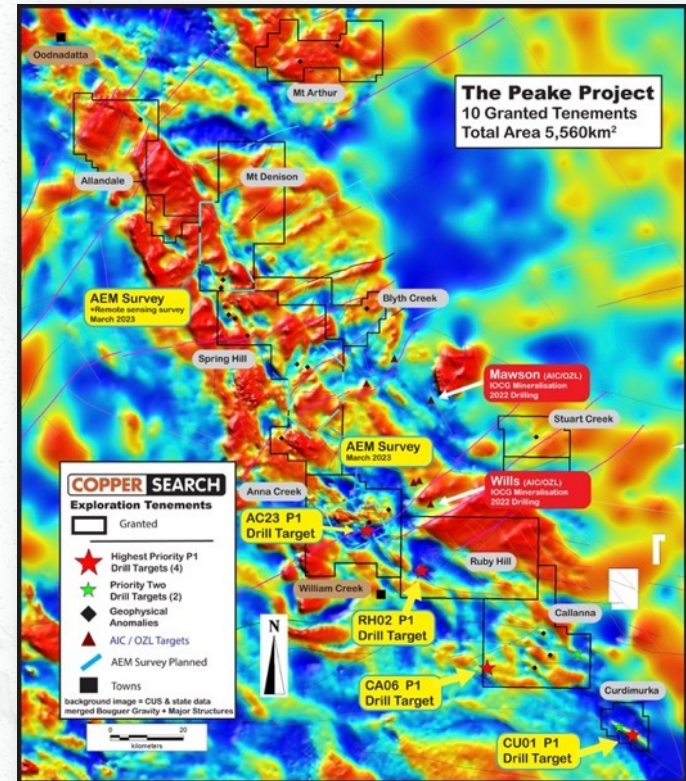 Oodnadatta
Mt Arthur
The Peake Project
10 Granted Tenements
Total Area 5,560km²
Allandale
Mt Denison
AEM Survey
+Remote sensing survey
March 2023
Blyth Creek
Spring Hill
Mawson (AIC/OZL)
IOCG Mineralisation
2022 Drilling
Stuart Creek
AEM Survey
March 2023
Wills (AIC/OZL)
IOCG Mineralisation
2022 Drilling
Anna Creek
AC23 P1
Drill Target
Ruby Hill
William Creek
RH02 P1
Drill Target
Callanna
CA06 P1
Drill Target
Curdimurka
CU01 P1
Drill Target
COPPER SEARCH
Exploration Tenements
Granted
Highest Priority P1
Drill Targets (4)
Priority Two
Drill Targets (2)
Geophysical
Anomalies
AIC / OZL Targets
AEM Survey Planned
Towns
background image = CUS & state data
merged Bouguer Gravity + Major Structures
N
0 20
kilometers